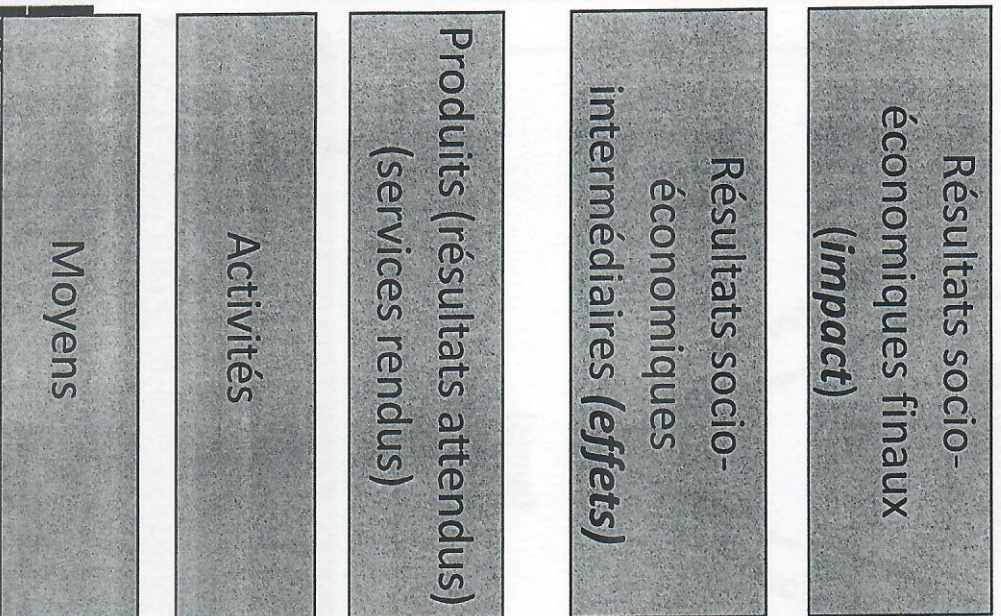 Résultats socio-
économiques finaux
(impact)
Résultats socio-
économiques
intermédiaires (effets)
Produits (résultats attendus)
(services rendus)
Activités
Moyens